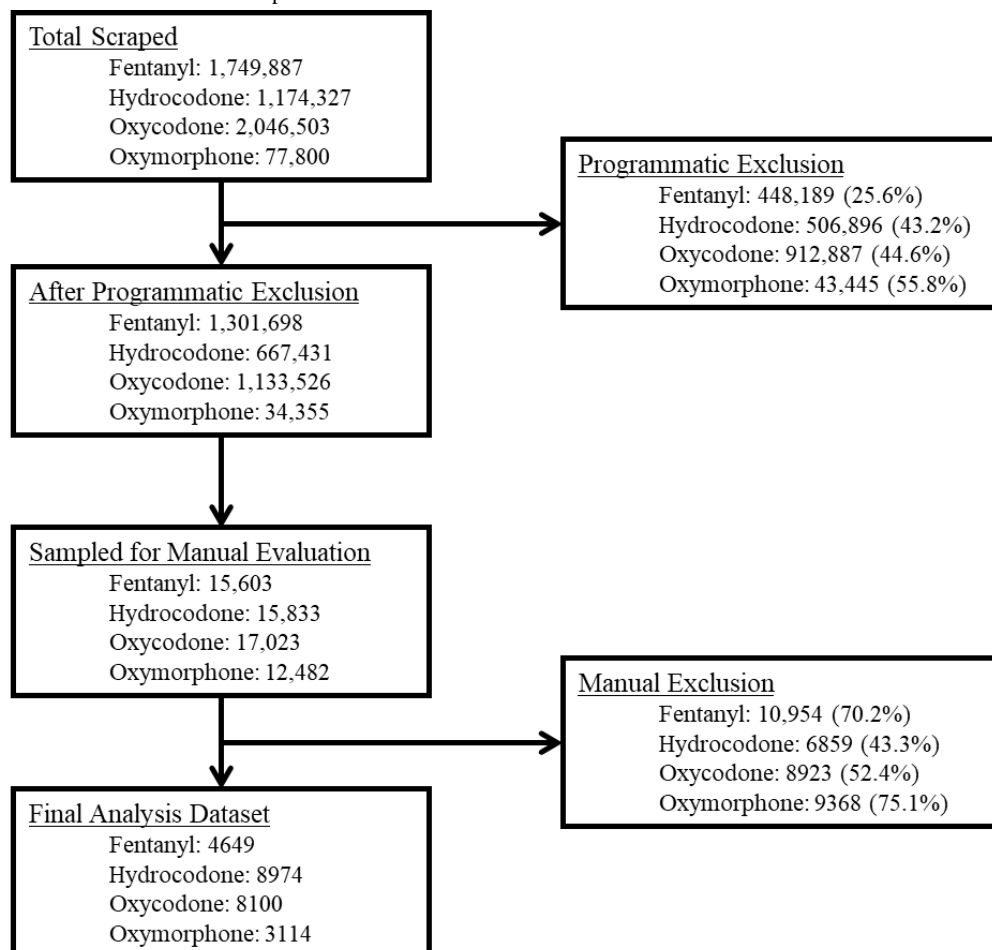 Total Scraped
Fentanyl: 1,749,887
Hydrocodone: 1,174,327
Oxycodone: 2,046,503
Oxymorphone: 77,800
Programmatic Exclusion
Fentanyl: 448,189 (25.6%)
Hydrocodone: 506,896 (43.2%)
Oxycodone: 912,887 (44.6%)
Oxymorphone: 43,445 (55.8%)
After Programmatic Exclusion
Fentanyl: 1,301,698
Hydrocodone: 667,431
Oxycodone: 1,133,526
Oxymorphone: 34,355
Sampled for Manual Evaluation
Fentanyl: 15,603
Hydrocodone: 15,833
Oxycodone: 17,023
Oxymorphone: 12,482
Manual Exclusion
Fentanyl: 10,954 (70.2%)
Hydrocodone: 6859 (43.3%)
Oxycodone: 8923 (52.4%)
Oxymorphone: 9368 (75.1%)
Final Analysis Dataset
Fentanyl: 4649
Hydrocodone: 8974
Oxycodone: 8100
Oxymorphone: 3114